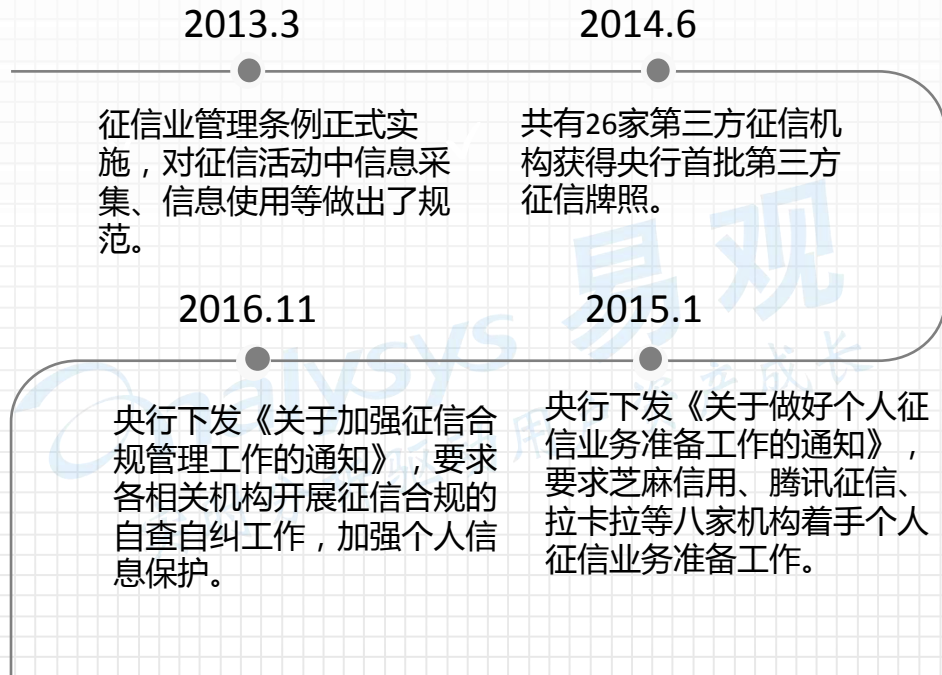 2013.3
征信业管理条例正式实
施，对征信活动中信息采
集、信息使用等做出了规
范。
2014.6
共有26家第三方征信机
构获得央行首批第三方
征信牌照。
2015.1
央行下发《关于做好个人征
信业务准备工作的通知》，
要求芝麻信用、腾讯征信、
拉卡拉等八家机构着手个人
征信业务准备工作。
2016.11
央行下发《关于加强征信合
规管理工作的通知》，要求
各相关机构开展征信合规的
自查自纠工作，加强个人信
息保护。
nalysys 易观